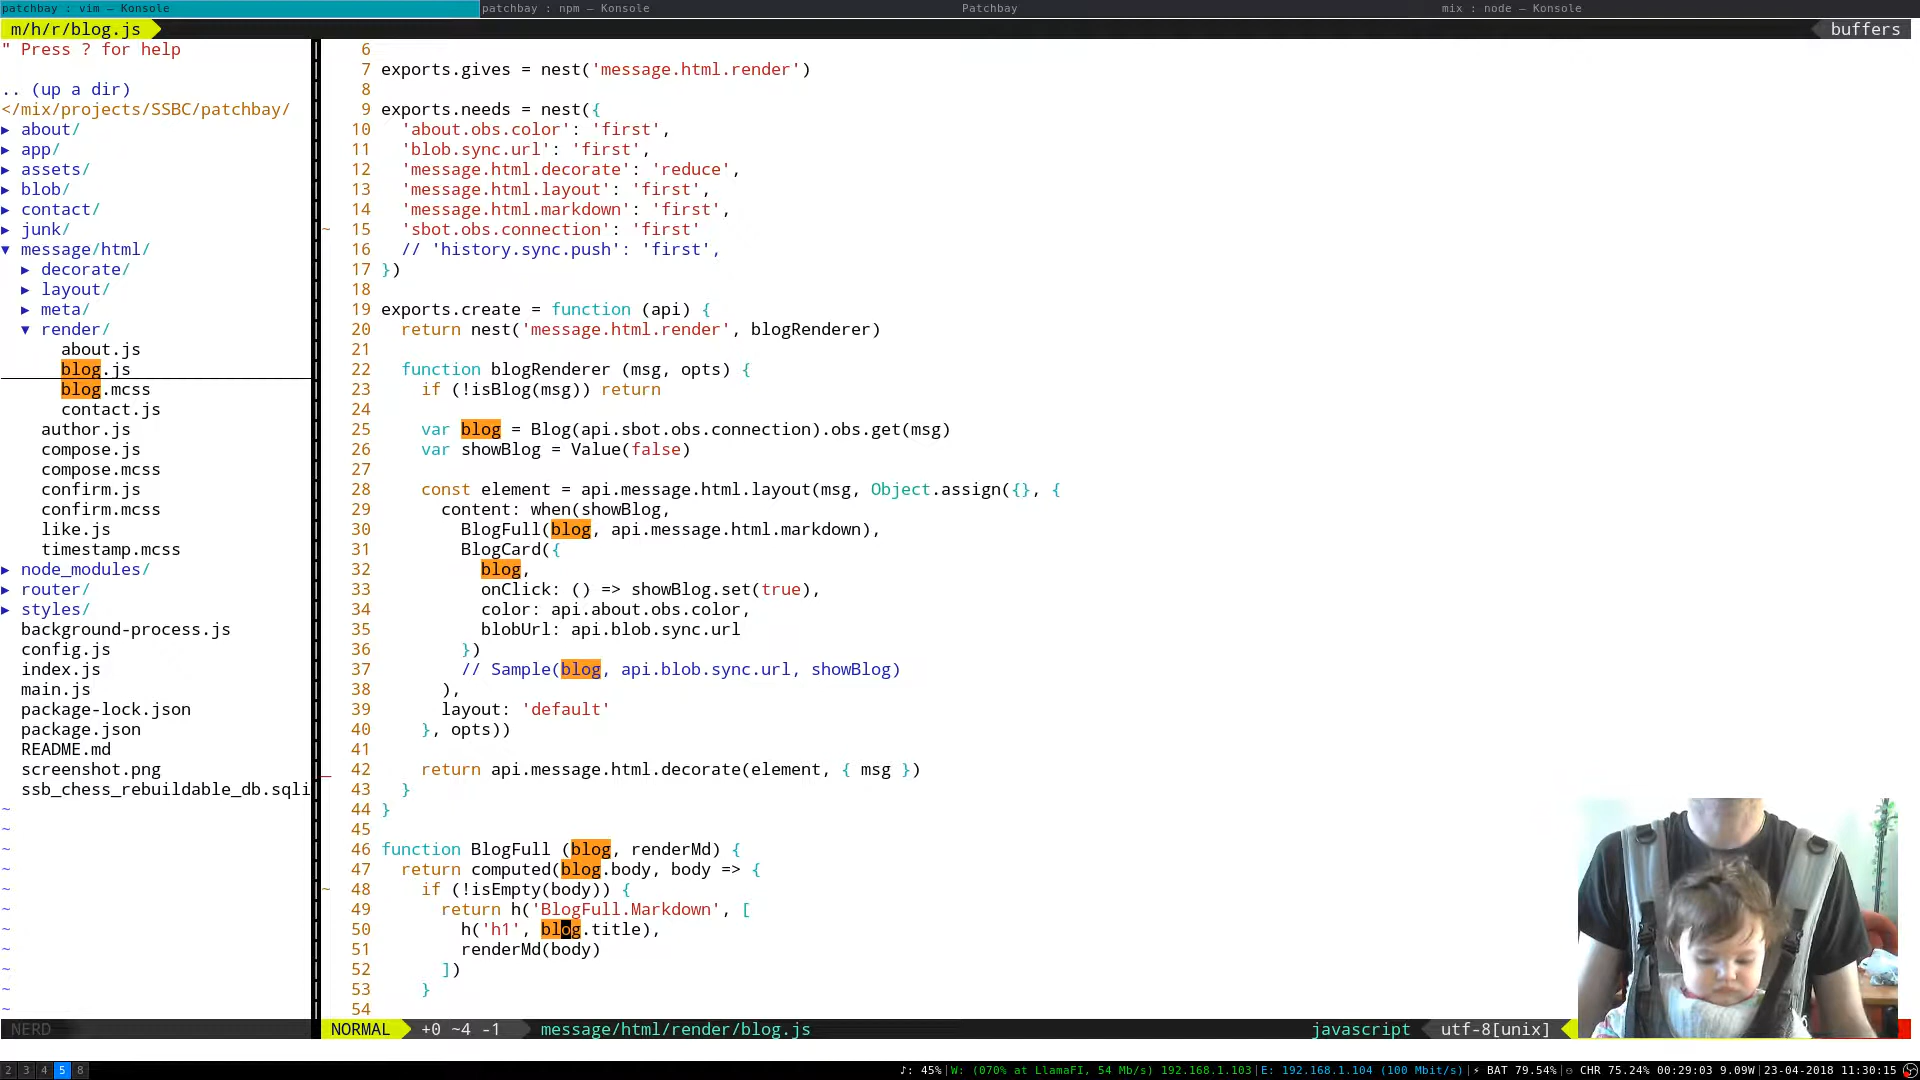 patchbay : vim – Konsole
patchbay : npm – Konsole
Patchbay
mix : node – Konsole
m/h/r/blog.js
buffers
" Press ? for help
.. (up a dir)
</mix/projects/SSBC/patchbay/
▸ about/
▸ app/
▸ assets/
▸ blob/
▸ contact/
▸ junk/
▾ message/html/
▸ decorate/
▸ layout/
▸ meta/
▾ render/
about.js
blog.js
blog.mcss
contact.js
author.js
compose.js
compose.mcss
confirm.js
confirm.mcss
like.js
timestamp.mcss
▸ node_modules/
▸ router/
▸ styles/
background-process.js
config.js
index.js
main.js
package-lock.json
package.json
README.md
screenshot.png
ssb_chess_rebuildable_db.sqli
~
~
~
~
~
~
~
~
~
~
~
NERD
6
7 exports.gives = nest('message.html.render')
8
9 exports.needs = nest({
10 'about.obs.color': 'first',
11 'blob.sync.url': 'first',
12 'message.html.decorate': 'reduce',
13 'message.html.layout': 'first',
14 'message.html.markdown': 'first',
~ 15 'sbot.obs.connection': 'first'
16 // 'history.sync.push': 'first',
17 })
18
19 exports.create = function (api) {
20 return nest('message.html.render', blogRenderer)
21
22 function blogRenderer (msg, opts) {
23 if (!isBlog(msg)) return
24
25 var blog = Blog(api.sbot.obs.connection).obs.get(msg)
26 var showBlog = Value(false)
27
28 const element = api.message.html.layout(msg, Object.assign({}, {
29 content: when(showBlog,
30 BlogFull(blog, api.message.html.markdown),
31 BlogCard({
32 blog,
33 onClick: () => showBlog.set(true),
34 color: api.about.obs.color,
35 blobUrl: api.blob.sync.url
36 })
37 // Sample(blog, api.blob.sync.url, showBlog)
38 ),
39 layout: 'default'
40 }, opts))
41
_ 42 return api.message.html.decorate(element, { msg })
43 }
44 }
45
46 function BlogFull (blog, renderMd) {
47 return computed(blog.body, body => {
~ 48 if (!isEmpty(body)) {
49 return h('BlogFull.Markdown', [
50 h('h1', blog.title),
51 renderMd(body)
52 ])
53 }
54
NORMAL +0 ~4 -1 message/html/render/blog.js javascript utf-8[unix]
2 3 4 5 8
♪: 45%|W: (070% at LlamaFI, 54 Mb/s) 192.168.1.103|E: 192.168.1.104 (100 Mbit/s)|⚡ BAT 79.54%|☺ CHR 75.24% 00:29:03 9.09W|23-04-2018 11:30:15